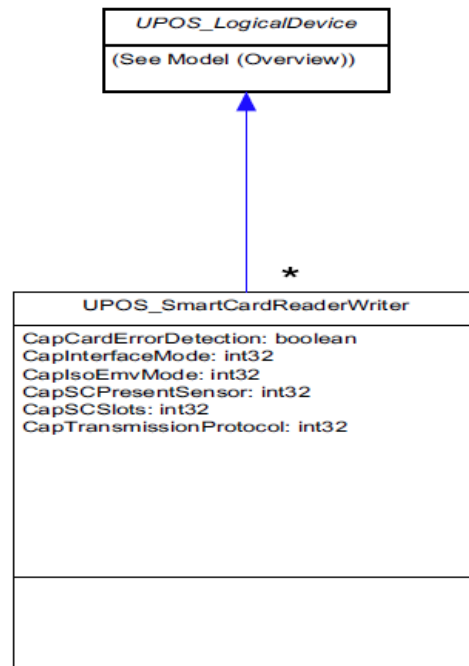 UPOS_LogicalDevice
(See Model (Overview))
*
UPOS_SmartCardReaderWriter
CapCardErrorDetection: boolean
CapInterfaceMode: int32
CapIsoEmvMode: int32
CapSCPresentSensor: int32
CapSCSlots: int32
CapTransmissionProtocol: int32